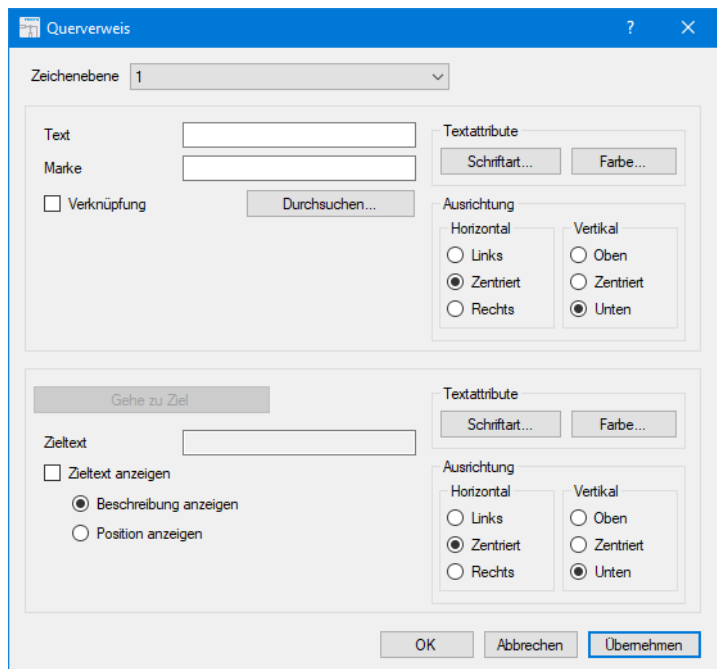 Querverweis
Zeichenebene 1
Text
Marke
Verknüpfung Durchsuchen...
Textattribute
Schriftart... Farbe...
Ausrichtung
Horizontal Vertikal
Links Oben
Zentriert Zentriert
Rechts Unten
Gehe zu Ziel
Zieltext
Zieltext anzeigen
Beschreibung anzeigen
Position anzeigen
Textattribute
Schriftart... Farbe...
Ausrichtung
Horizontal Vertikal
Links Oben
Zentriert Zentriert
Rechts Unten
OK Abbrechen Übernehmen